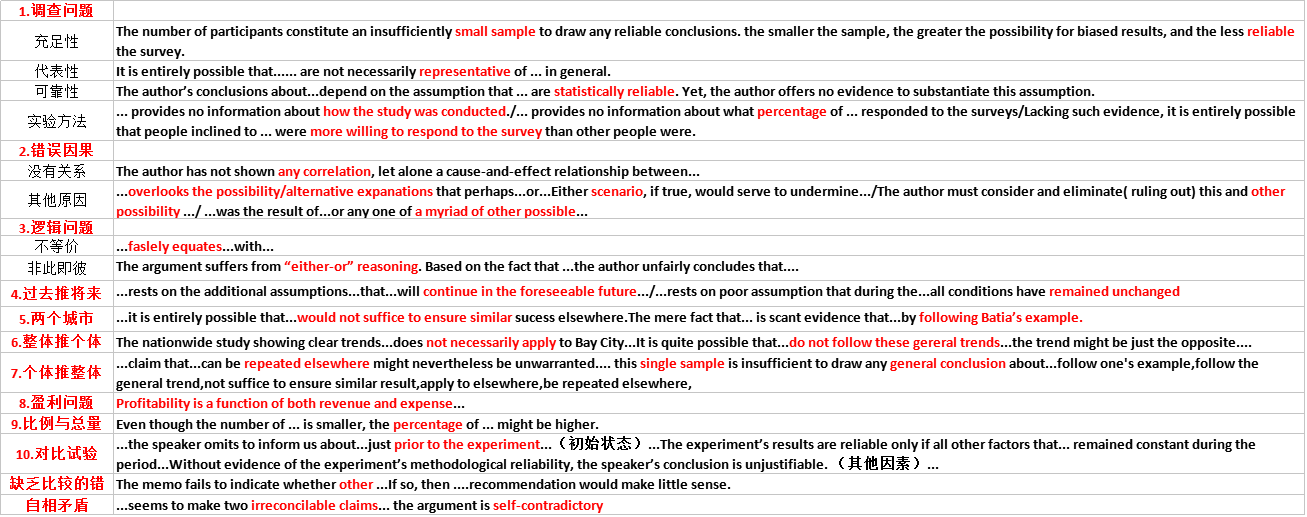 1.调查问题
充足性
The number of participants constitute an insufficiently small sample to draw any reliable conclusions. the smaller the sample, the greater the possibility for biased results, and the less reliable
the survey.
代表性
It is entirely possible that...... are not necessarily representative of ... in general.
可靠性
The author's conclusions about...depend on the assumption that ... are statistically reliable. Yet, the author offers no evidence to substantiate this assumption.
实验方法
... provides no information about how the study was conducted./... provides no information about what percentage of ... responded to the surveys/Lacking such evidence, it is entirely possible
that people inclined to ... were more willing to respond to the survey than other people were.
2.错误因果
没有关系
The author has not shown any correlation, let alone a cause-and-effect relationship between...
其他原因
...overlooks the possibility/alternative expanations that perhaps...or...Either scenario, if true, would serve to undermine.../The author must consider and eliminate( ruling out) this and other
possibility .../ ...was the result of...or any one of a myriad of other possible...
3.逻辑问题
不等价
...faslely equates...with...
非此即彼
The argument suffers from “either-or” reasoning. Based on the fact that ...the author unfairly concludes that....
4.过去推将来
...rests on the additional assumptions...that...will continue in the foreseeable future.../...rests on poor assumption that during the...all conditions have remained unchanged
5.两个城市
...it is entirely possible that...would not suffice to ensure similar sucess elsewhere.The mere fact that... is scant evidence that...by following Batia's example.
6.整体推个体
The nationwide study showing clear trends...does not necessarily apply to Bay City...It is quite possible that...do not follow these gereral trends...the trend might be just the opposite....
7.个体推整体
...claim that...can be repeated elsewhere might nevertheless be unwarranted.... this single sample is insufficient to draw any general conclusion about...follow one's example,follow the
general trend,not suffice to ensure similar result,apply to elsewhere,be repeated elsewhere,
8.盈利问题
Profitability is a function of both revenue and expense...
9.比例与总量
Even though the number of ... is smaller, the percentage of ... might be higher.
10.对比试验
...the speaker omits to inform us about...just prior to the experiment...（初始状态）...The experiment's results are reliable only if all other factors that... remained constant during the
period...Without evidence of the experiment's methodological reliability, the speaker's conclusion is unjustifiable.（其他因素）...
缺乏比较的错
The memo fails to indicate whether other ...If so, then ....recommendation would make little sense.
自相矛盾
...seems to make two irreconcilable claims... the argument is self-contradictory